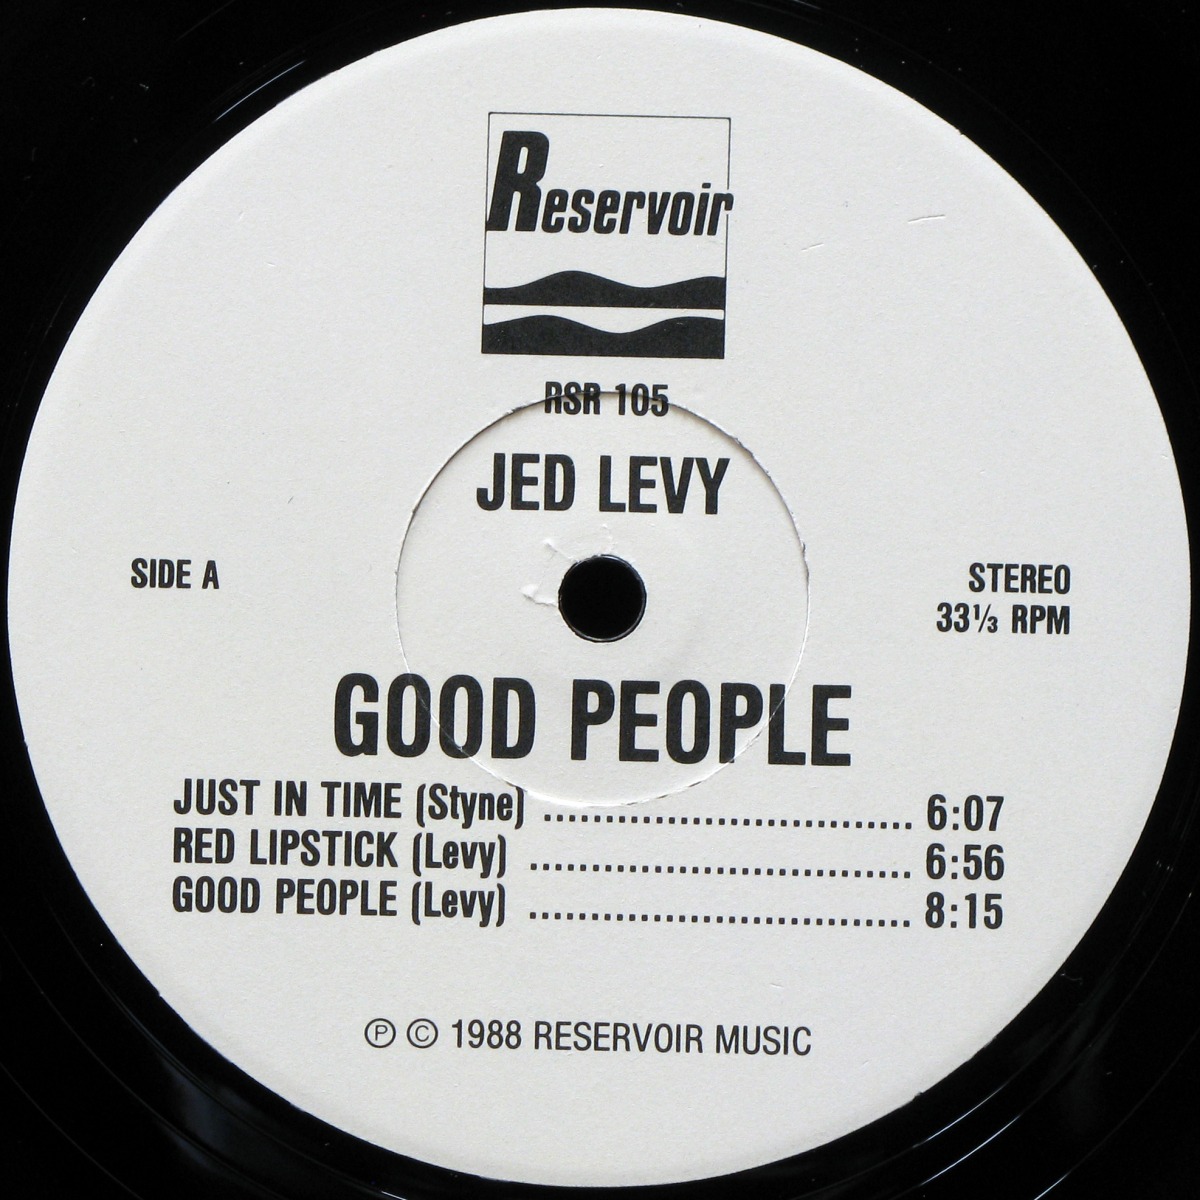 Reservoir
RSR 105
JED LEVY
SIDE A
STEREO
33⅓ RPM
GOOD PEOPLE
JUST IN TIME (Styne) .............................. 6:07
RED LIPSTICK (Levy) ............................... 6:56
GOOD PEOPLE (Levy) ............................... 8:15
Ⓟ © 1988 RESERVOIR MUSIC